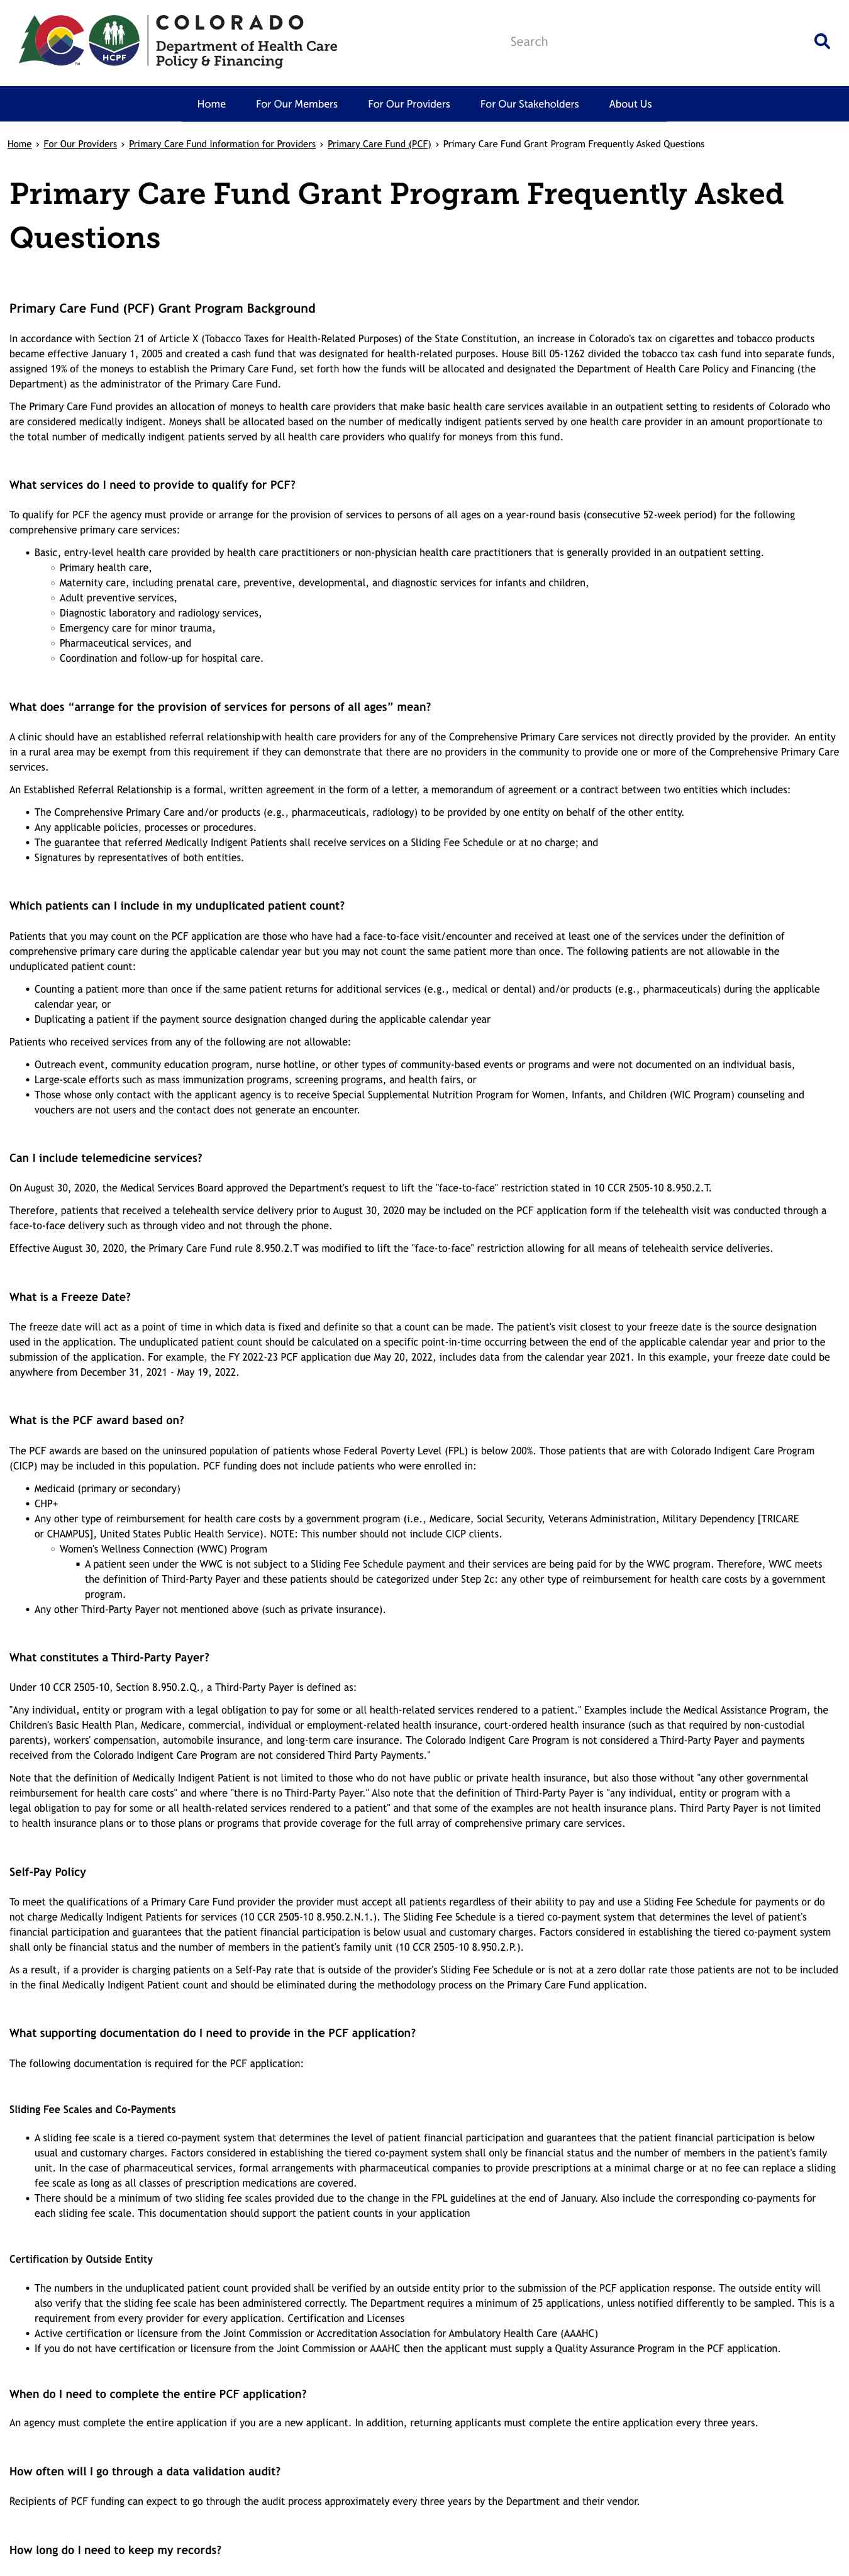 COLORADO
Department of Health Care
Policy & Financing
HCPF
TM
Search
Home
For Our Members
For Our Providers
For Our Stakeholders
About Us
Home › For Our Providers › Primary Care Fund Information for Providers › Primary Care Fund (PCF) › Primary Care Fund Grant Program Frequently Asked Questions
Primary Care Fund Grant Program Frequently Asked
Questions
Primary Care Fund (PCF) Grant Program Background
In accordance with Section 21 of Article X (Tobacco Taxes for Health-Related Purposes) of the State Constitution, an increase in Colorado's tax on cigarettes and tobacco products
became effective January 1, 2005 and created a cash fund that was designated for health-related purposes. House Bill 05-1262 divided the tobacco tax cash fund into separate funds,
assigned 19% of the moneys to establish the Primary Care Fund, set forth how the funds will be allocated and designated the Department of Health Care Policy and Financing (the
Department) as the administrator of the Primary Care Fund.
The Primary Care Fund provides an allocation of moneys to health care providers that make basic health care services available in an outpatient setting to residents of Colorado who
are considered medically indigent. Moneys shall be allocated based on the number of medically indigent patients served by one health care provider in an amount proportionate to
the total number of medically indigent patients served by all health care providers who qualify for moneys from this fund.
What services do I need to provide to qualify for PCF?
To qualify for PCF the agency must provide or arrange for the provision of services to persons of all ages on a year-round basis (consecutive 52-week period) for the following
comprehensive primary care services:
• Basic, entry-level health care provided by health care practitioners or non-physician health care practitioners that is generally provided in an outpatient setting.
◦ Primary health care,
◦ Maternity care, including prenatal care, preventive, developmental, and diagnostic services for infants and children,
◦ Adult preventive services,
◦ Diagnostic laboratory and radiology services,
◦ Emergency care for minor trauma,
◦ Pharmaceutical services, and
◦ Coordination and follow-up for hospital care.
What does “arrange for the provision of services for persons of all ages” mean?
A clinic should have an established referral relationship with health care providers for any of the Comprehensive Primary Care services not directly provided by the provider. An entity
in a rural area may be exempt from this requirement if they can demonstrate that there are no providers in the community to provide one or more of the Comprehensive Primary Care
services.
An Established Referral Relationship is a formal, written agreement in the form of a letter, a memorandum of agreement or a contract between two entities which includes:
• The Comprehensive Primary Care and/or products (e.g., pharmaceuticals, radiology) to be provided by one entity on behalf of the other entity.
• Any applicable policies, processes or procedures.
• The guarantee that referred Medically Indigent Patients shall receive services on a Sliding Fee Schedule or at no charge; and
• Signatures by representatives of both entities.
Which patients can I include in my unduplicated patient count?
Patients that you may count on the PCF application are those who have had a face-to-face visit/encounter and received at least one of the services under the definition of
comprehensive primary care during the applicable calendar year but you may not count the same patient more than once. The following patients are not allowable in the
unduplicated patient count:
• Counting a patient more than once if the same patient returns for additional services (e.g., medical or dental) and/or products (e.g., pharmaceuticals) during the applicable
calendar year, or
• Duplicating a patient if the payment source designation changed during the applicable calendar year
Patients who received services from any of the following are not allowable:
• Outreach event, community education program, nurse hotline, or other types of community-based events or programs and were not documented on an individual basis,
• Large-scale efforts such as mass immunization programs, screening programs, and health fairs, or
• Those whose only contact with the applicant agency is to receive Special Supplemental Nutrition Program for Women, Infants, and Children (WIC Program) counseling and
vouchers are not users and the contact does not generate an encounter.
Can I include telemedicine services?
On August 30, 2020, the Medical Services Board approved the Department's request to lift the "face-to-face" restriction stated in 10 CCR 2505-10 8.950.2.T.
Therefore, patients that received a telehealth service delivery prior to August 30, 2020 may be included on the PCF application form if the telehealth visit was conducted through a
face-to-face delivery such as through video and not through the phone.
Effective August 30, 2020, the Primary Care Fund rule 8.950.2.T was modified to lift the "face-to-face" restriction allowing for all means of telehealth service deliveries.
What is a Freeze Date?
The freeze date will act as a point of time in which data is fixed and definite so that a count can be made. The patient's visit closest to your freeze date is the source designation
used in the application. The unduplicated patient count should be calculated on a specific point-in-time occurring between the end of the applicable calendar year and prior to the
submission of the application. For example, the FY 2022-23 PCF application due May 20, 2022, includes data from the calendar year 2021. In this example, your freeze date could be
anywhere from December 31, 2021 - May 19, 2022.
What is the PCF award based on?
The PCF awards are based on the uninsured population of patients whose Federal Poverty Level (FPL) is below 200%. Those patients that are with Colorado Indigent Care Program
(CICP) may be included in this population. PCF funding does not include patients who were enrolled in:
• Medicaid (primary or secondary)
• CHP+
• Any other type of reimbursement for health care costs by a government program (i.e., Medicare, Social Security, Veterans Administration, Military Dependency [TRICARE
or CHAMPUS], United States Public Health Service). NOTE: This number should not include CICP clients.
◦ Women's Wellness Connection (WWC) Program
▪ A patient seen under the WWC is not subject to a Sliding Fee Schedule payment and their services are being paid for by the WWC program. Therefore, WWC meets
the definition of Third-Party Payer and these patients should be categorized under Step 2c: any other type of reimbursement for health care costs by a government
program.
• Any other Third-Party Payer not mentioned above (such as private insurance).
What constitutes a Third-Party Payer?
Under 10 CCR 2505-10, Section 8.950.2.Q., a Third-Party Payer is defined as:
"Any individual, entity or program with a legal obligation to pay for some or all health-related services rendered to a patient." Examples include the Medical Assistance Program, the
Children's Basic Health Plan, Medicare, commercial, individual or employment-related health insurance, court-ordered health insurance (such as that required by non-custodial
parents), workers' compensation, automobile insurance, and long-term care insurance. The Colorado Indigent Care Program is not considered a Third-Party Payer and payments
received from the Colorado Indigent Care Program are not considered Third Party Payments."
Note that the definition of Medically Indigent Patient is not limited to those who do not have public or private health insurance, but also those without "any other governmental
reimbursement for health care costs" and where "there is no Third-Party Payer." Also note that the definition of Third-Party Payer is "any individual, entity or program with a
legal obligation to pay for some or all health-related services rendered to a patient" and that some of the examples are not health insurance plans. Third Party Payer is not limited
to health insurance plans or to those plans or programs that provide coverage for the full array of comprehensive primary care services.
Self-Pay Policy
To meet the qualifications of a Primary Care Fund provider the provider must accept all patients regardless of their ability to pay and use a Sliding Fee Schedule for payments or do
not charge Medically Indigent Patients for services (10 CCR 2505-10 8.950.2.N.1.). The Sliding Fee Schedule is a tiered co-payment system that determines the level of patient's
financial participation and guarantees that the patient financial participation is below usual and customary charges. Factors considered in establishing the tiered co-payment system
shall only be financial status and the number of members in the patient's family unit (10 CCR 2505-10 8.950.2.P.).
As a result, if a provider is charging patients on a Self-Pay rate that is outside of the provider's Sliding Fee Schedule or is not at a zero dollar rate those patients are not to be included
in the final Medically Indigent Patient count and should be eliminated during the methodology process on the Primary Care Fund application.
What supporting documentation do I need to provide in the PCF application?
The following documentation is required for the PCF application:
Sliding Fee Scales and Co-Payments
• A sliding fee scale is a tiered co-payment system that determines the level of patient financial participation and guarantees that the patient financial participation is below
usual and customary charges. Factors considered in establishing the tiered co-payment system shall only be financial status and the number of members in the patient's family
unit. In the case of pharmaceutical services, formal arrangements with pharmaceutical companies to provide prescriptions at a minimal charge or at no fee can replace a sliding
fee scale as long as all classes of prescription medications are covered.
• There should be a minimum of two sliding fee scales provided due to the change in the FPL guidelines at the end of January. Also include the corresponding co-payments for
each sliding fee scale. This documentation should support the patient counts in your application
Certification by Outside Entity
• The numbers in the unduplicated patient count provided shall be verified by an outside entity prior to the submission of the PCF application response. The outside entity will
also verify that the sliding fee scale has been administered correctly. The Department requires a minimum of 25 applications, unless notified differently to be sampled. This is a
requirement from every provider for every application. Certification and Licenses
• Active certification or licensure from the Joint Commission or Accreditation Association for Ambulatory Health Care (AAAHC)
• If you do not have certification or licensure from the Joint Commission or AAAHC then the applicant must supply a Quality Assurance Program in the PCF application.
When do I need to complete the entire PCF application?
An agency must complete the entire application if you are a new applicant. In addition, returning applicants must complete the entire application every three years.
How often will I go through a data validation audit?
Recipients of PCF funding can expect to go through the audit process approximately every three years by the Department and their vendor.
How long do I need to keep my records?